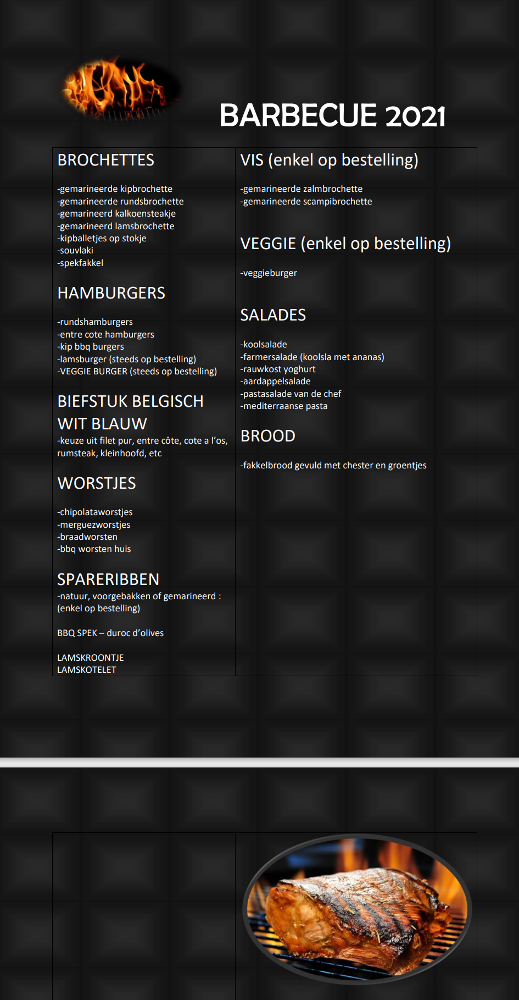 BARBECUE 2021
BROCHETTES
-gemarineerde kipbrochette
-gemarineerde rundsbrochette
-gemarineerd kalkoensteakje
-gemarineerd lamsbrochette
-kipballetjes op stokje
-souvlaki
-spekfakkel
HAMBURGERS
-rundshamburgers
-entre cote hamburgers
-kip bbq burgers
-lamsburger (steeds op bestelling)
-VEGGIE BURGER (steeds op bestelling)
BIEFSTUK BELGISCH
WIT BLAUW
-keuze uit filet pur, entre côte, cote a l’os,
rumsteak, kleinhoofd, etc
WORSTJES
-chipolataworstjes
-merguezworstjes
-braadworsten
-bbq worsten huis
SPARERIBBEN
-natuur, voorgebakken of gemarineerd :
(enkel op bestelling)
BBQ SPEK – duroc d’olives
LAMSKROONTJE
LAMSKOTELET
VIS (enkel op bestelling)
-gemarineerde zalmbrochette
-gemarineerde scampibrochette
VEGGIE (enkel op bestelling)
-veggieburger
SALADES
-koolsalade
-farmersalade (koolsla met ananas)
-rauwkost yoghurt
-aardappelsalade
-pastasalade van de chef
-mediterraanse pasta
BROOD
-fakkelbrood gevuld met chester en groentjes